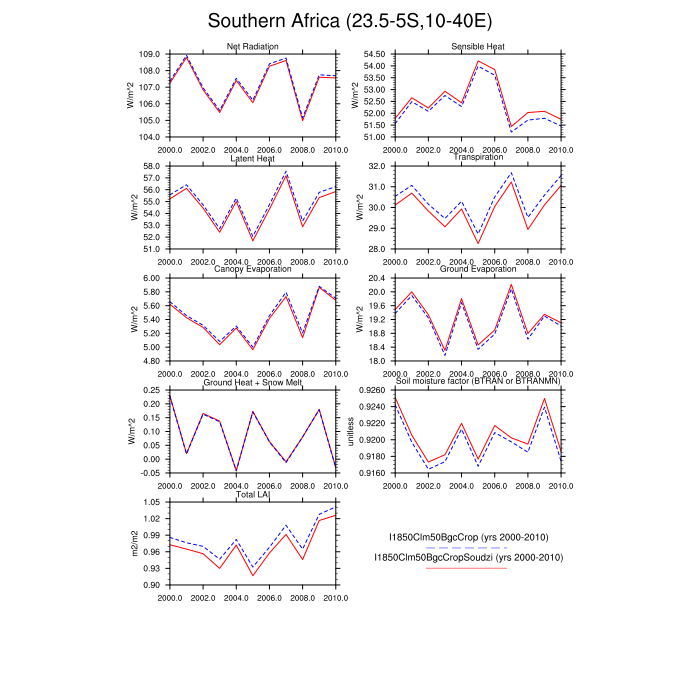 Southern Africa (23.5-5S,10-40E)
Net Radiation
Sensible Heat
109.0
108.0
107.0
106.0
105.0
104.0
W/m^2
2000.0 2002.0 2004.0 2006.0 2008.0 2010.0
54.50
54.00
53.50
53.00
52.50
52.00
51.50
51.00
W/m^2
2000.0 2002.0 2004.0 2006.0 2008.0 2010.0
Latent Heat
Transpiration
58.0
57.0
56.0
55.0
54.0
53.0
52.0
51.0
W/m^2
2000.0 2002.0 2004.0 2006.0 2008.0 2010.0
32.0
31.0
30.0
29.0
28.0
W/m^2
2000.0 2002.0 2004.0 2006.0 2008.0 2010.0
Canopy Evaporation
Ground Evaporation
6.00
5.80
5.60
5.40
5.20
5.00
4.80
W/m^2
2000.0 2002.0 2004.0 2006.0 2008.0 2010.0
20.4
20.0
19.6
19.2
18.8
18.4
18.0
W/m^2
2000.0 2002.0 2004.0 2006.0 2008.0 2010.0
Ground Heat + Snow Melt
Soil moisture factor (BTRAN or BTRANMN)
0.25
0.20
0.15
0.10
0.05
0.00
-0.05
W/m^2
2000.0 2002.0 2004.0 2006.0 2008.0 2010.0
0.9260
0.9240
0.9220
0.9200
0.9180
0.9160
unitless
2000.0 2002.0 2004.0 2006.0 2008.0 2010.0
Total LAI
1.05
1.02
0.99
0.96
0.93
0.90
m2/m2
2000.0 2002.0 2004.0 2006.0 2008.0 2010.0
I1850Clm50BgcCrop (yrs 2000-2010)
I1850Clm50BgcCropSoudzi (yrs 2000-2010)